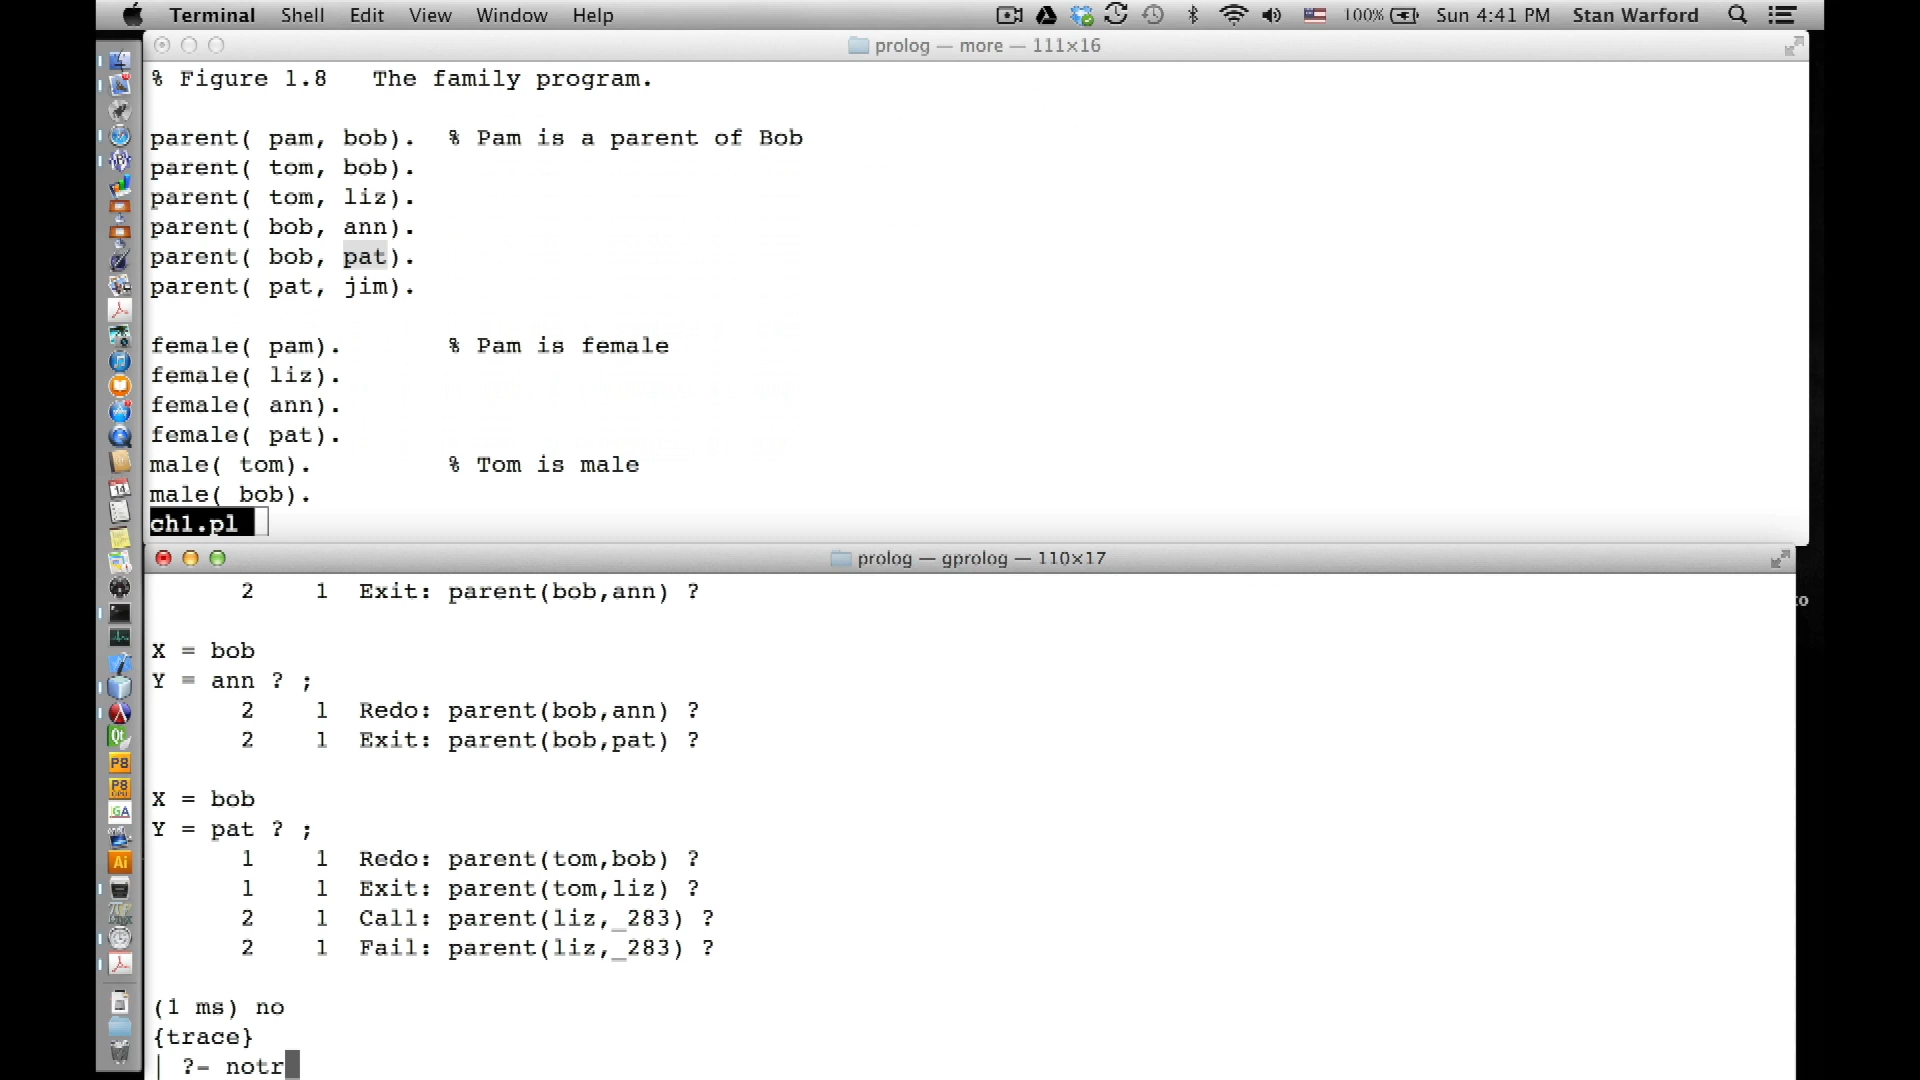 Terminal Shell Edit View Window Help 100% Sun 4:41 PM Stan Warford
prolog — more — 111×16
% Figure 1.8   The family program.
parent( pam, bob).  % Pam is a parent of Bob
parent( tom, bob).
parent( tom, liz).
parent( bob, ann).
parent( bob, pat).
parent( pat, jim).
female( pam).       % Pam is female
female( liz).
female( ann).
female( pat).
male( tom).         % Tom is male
male( bob).
ch1.pl
prolog — gprolog — 110×17
2    1  Exit: parent(bob,ann) ?
X = bob
Y = ann ? ;
2    1  Redo: parent(bob,ann) ?
2    1  Exit: parent(bob,pat) ?
X = bob
Y = pat ? ;
1    1  Redo: parent(tom,bob) ?
1    1  Exit: parent(tom,liz) ?
2    1  Call: parent(liz,_283) ?
2    1  Fail: parent(liz,_283) ?
(1 ms) no
{trace}
| ?- notr